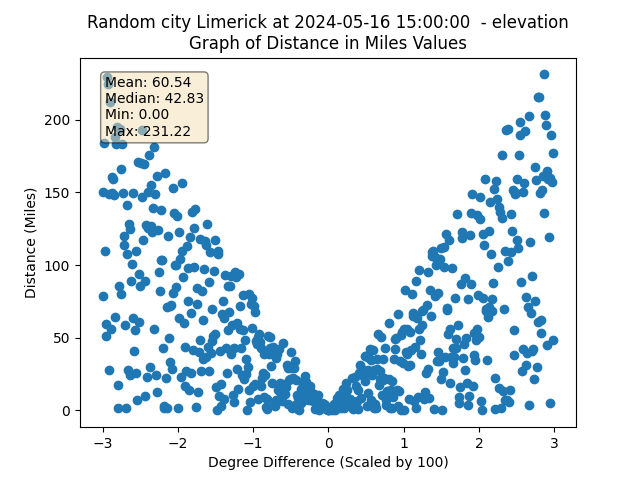 Random city Limerick at 2024-05-16 15:00:00  - elevation
Graph of Distance in Miles Values
Mean: 60.54
Median: 42.83
Min: 0.00
Max: 231.22
Distance (Miles)
200
150
100
50
0
−3 −2 −1 0 1 2 3
Degree Difference (Scaled by 100)